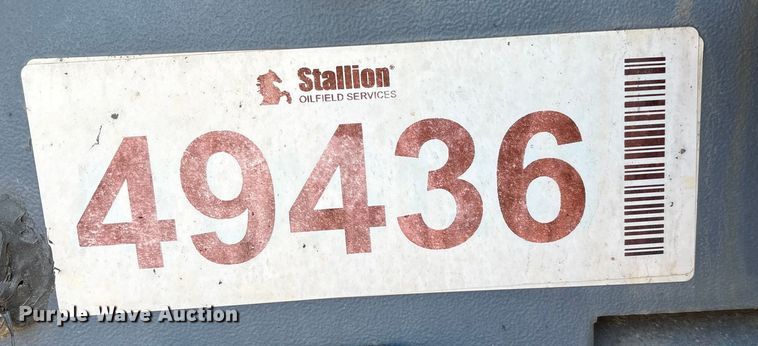 Stallion®
OILFIELD SERVICES
49436
Purple Wave Auction